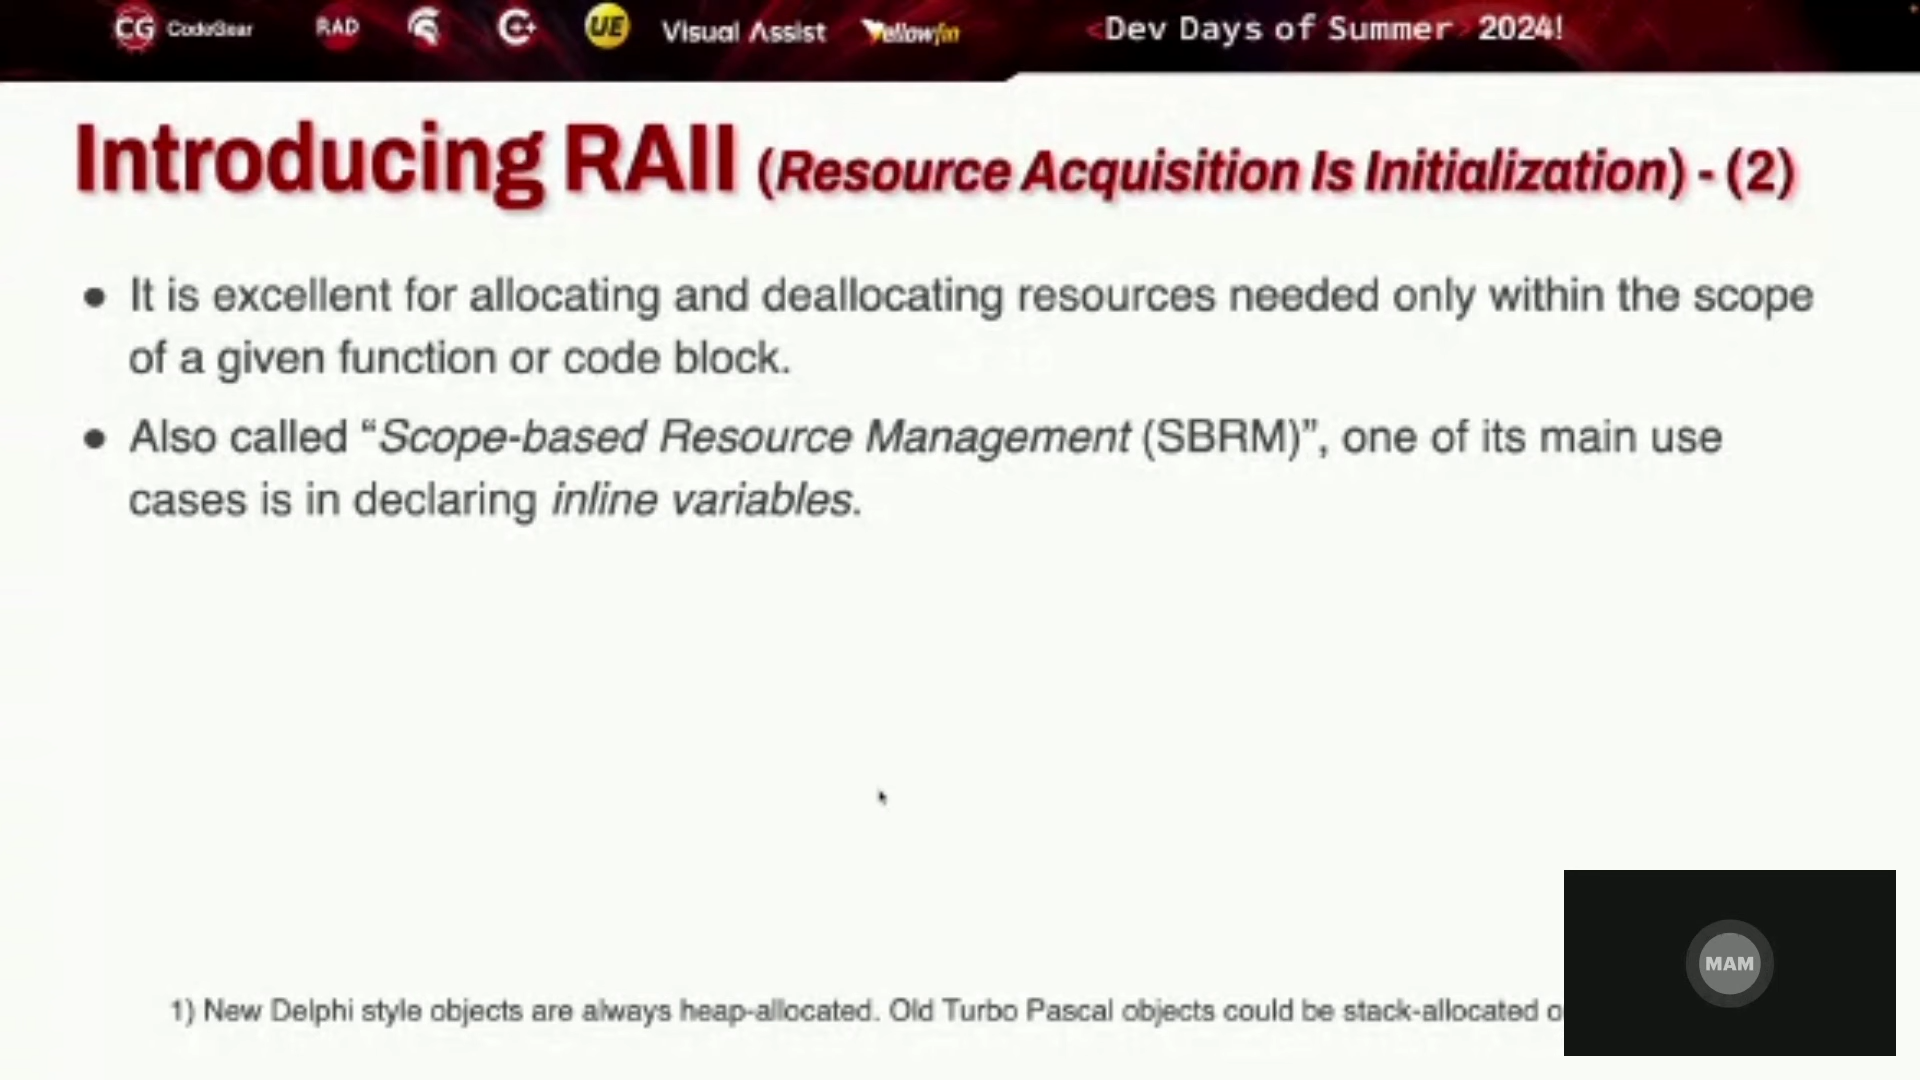 CG CodeGear RAD C++ UE Visual Assist Yellowfin <Dev Days of Summer> 2024!
Introducing RAII (Resource Acquisition Is Initialization) - (2)
● It is excellent for allocating and deallocating resources needed only within the scope
of a given function or code block.
● Also called “Scope-based Resource Management (SBRM)”, one of its main use
cases is in declaring inline variables.
MAM
1) New Delphi style objects are always heap-allocated. Old Turbo Pascal objects could be stack-allocated o